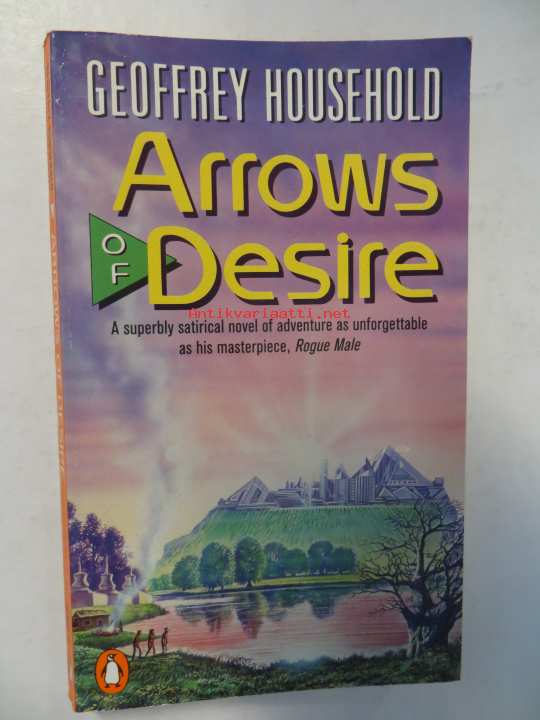 GEOFFREY HOUSEHOLD
Arrows
OF
Desire
Antikvariaatti.net
A superbly satirical novel of adventure as unforgettable
as his masterpiece, Rogue Male